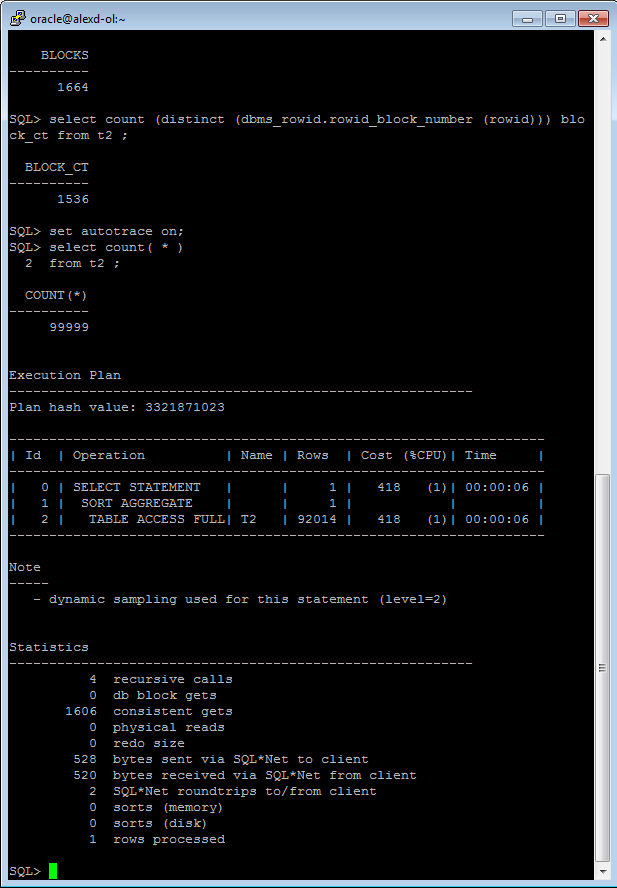 oracle@alexd-ol:~
BLOCKS
----------
1664
SQL> select count (distinct (dbms_rowid.rowid_block_number (rowid))) blo
ck_ct from t2 ;
BLOCK_CT
----------
1536
SQL> set autotrace on;
SQL> select count( * )
2  from t2 ;
COUNT(*)
----------
99999
Execution Plan
----------------------------------------------------------
Plan hash value: 3321871023
-------------------------------------------------------------------
| Id  | Operation          | Name | Rows  | Cost (%CPU)| Time     |
-------------------------------------------------------------------
|   0 | SELECT STATEMENT   |      |     1 |   418   (1)| 00:00:06 |
|   1 |  SORT AGGREGATE    |      |     1 |            |          |
|   2 |   TABLE ACCESS FULL| T2   | 92014 |   418   (1)| 00:00:06 |
-------------------------------------------------------------------
Note
-----
- dynamic sampling used for this statement (level=2)
Statistics
----------------------------------------------------------
4  recursive calls
0  db block gets
1606  consistent gets
0  physical reads
0  redo size
528  bytes sent via SQL*Net to client
520  bytes received via SQL*Net from client
2  SQL*Net roundtrips to/from client
0  sorts (memory)
0  sorts (disk)
1  rows processed
SQL>